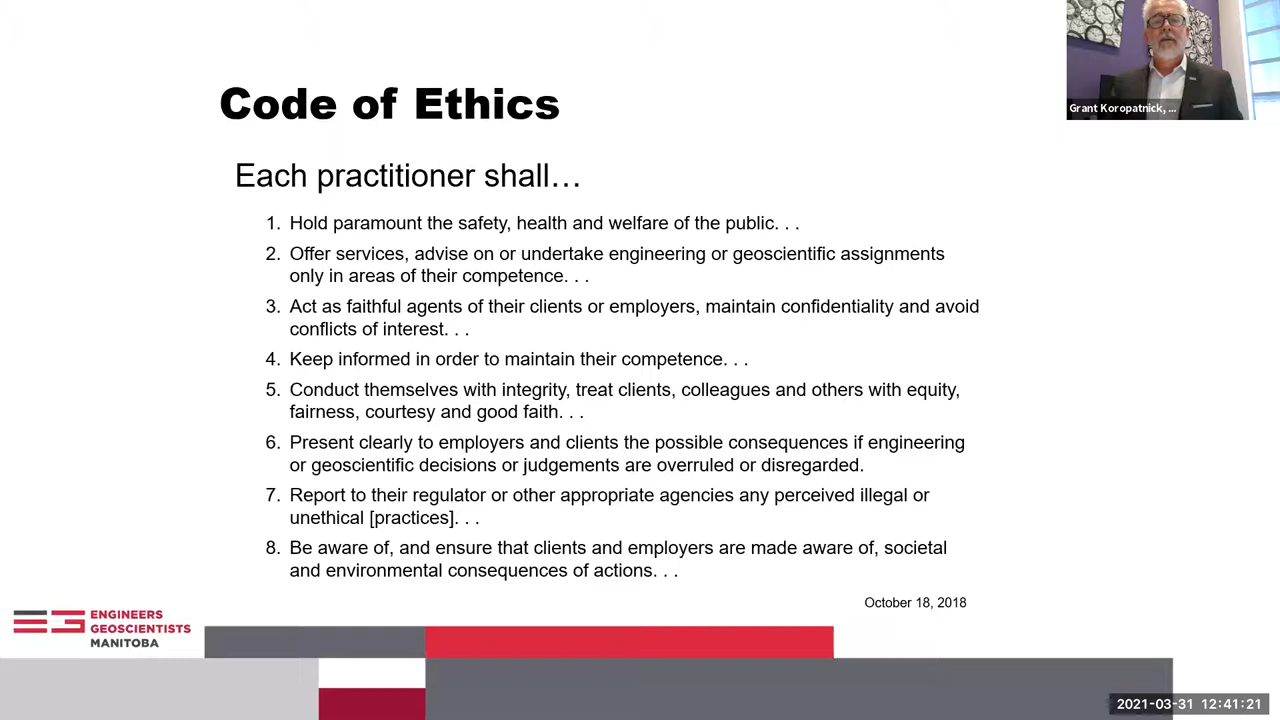 Code of Ethics
Grant Koropatnick, ...
Each practitioner shall…
1. Hold paramount the safety, health and welfare of the public. . .
2. Offer services, advise on or undertake engineering or geoscientific assignments
only in areas of their competence. . .
3. Act as faithful agents of their clients or employers, maintain confidentiality and avoid
conflicts of interest. . .
4. Keep informed in order to maintain their competence. . .
5. Conduct themselves with integrity, treat clients, colleagues and others with equity,
fairness, courtesy and good faith. . .
6. Present clearly to employers and clients the possible consequences if engineering
or geoscientific decisions or judgements are overruled or disregarded.
7. Report to their regulator or other appropriate agencies any perceived illegal or
unethical [practices]. . .
8. Be aware of, and ensure that clients and employers are made aware of, societal
and environmental consequences of actions. . .
October 18, 2018
ENGINEERS
GEOSCIENTISTS
MANITOBA
2021-03-31 12:41:21